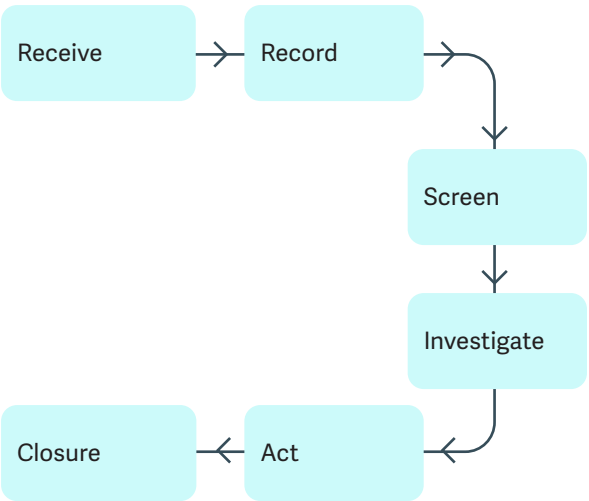 Receive
Record
Screen
Investigate
Act
Closure